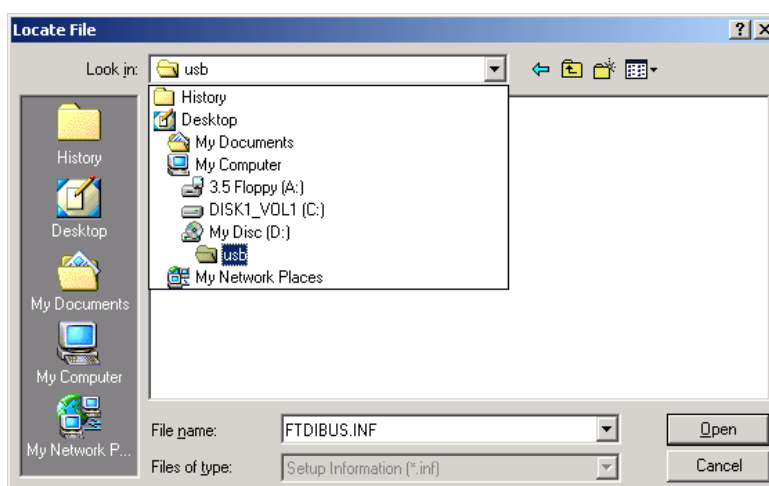 Locate File
Look in:
usb
History
Desktop
My Documents
My Computer
3.5 Floppy (A:)
DISK1_VOL1 (C:)
My Disc (D:)
usb
My Network Places
History
Desktop
My Documents
My Computer
My Network P...
File name:
FTDIBUS.INF
Open
Files of type:
Setup Information (*.inf)
Cancel